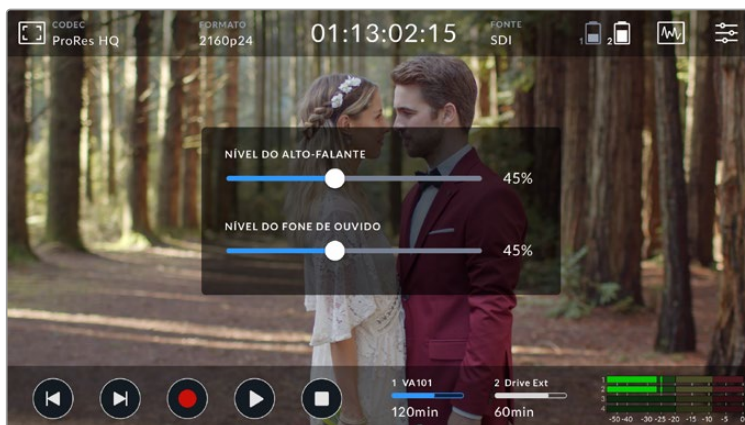 CODEC
ProRes HQ
FORMATO
2160p24
01:13:02:15
FONTE
SDI
1
2
NÍVEL DO ALTO-FALANTE
45%
NÍVEL DO FONE DE OUVIDO
45%
1 VA101
120min
2 Drive Ext
60min
1
2
3
4
-50 -40 -30 -25 -20 -15 -10 -5 0